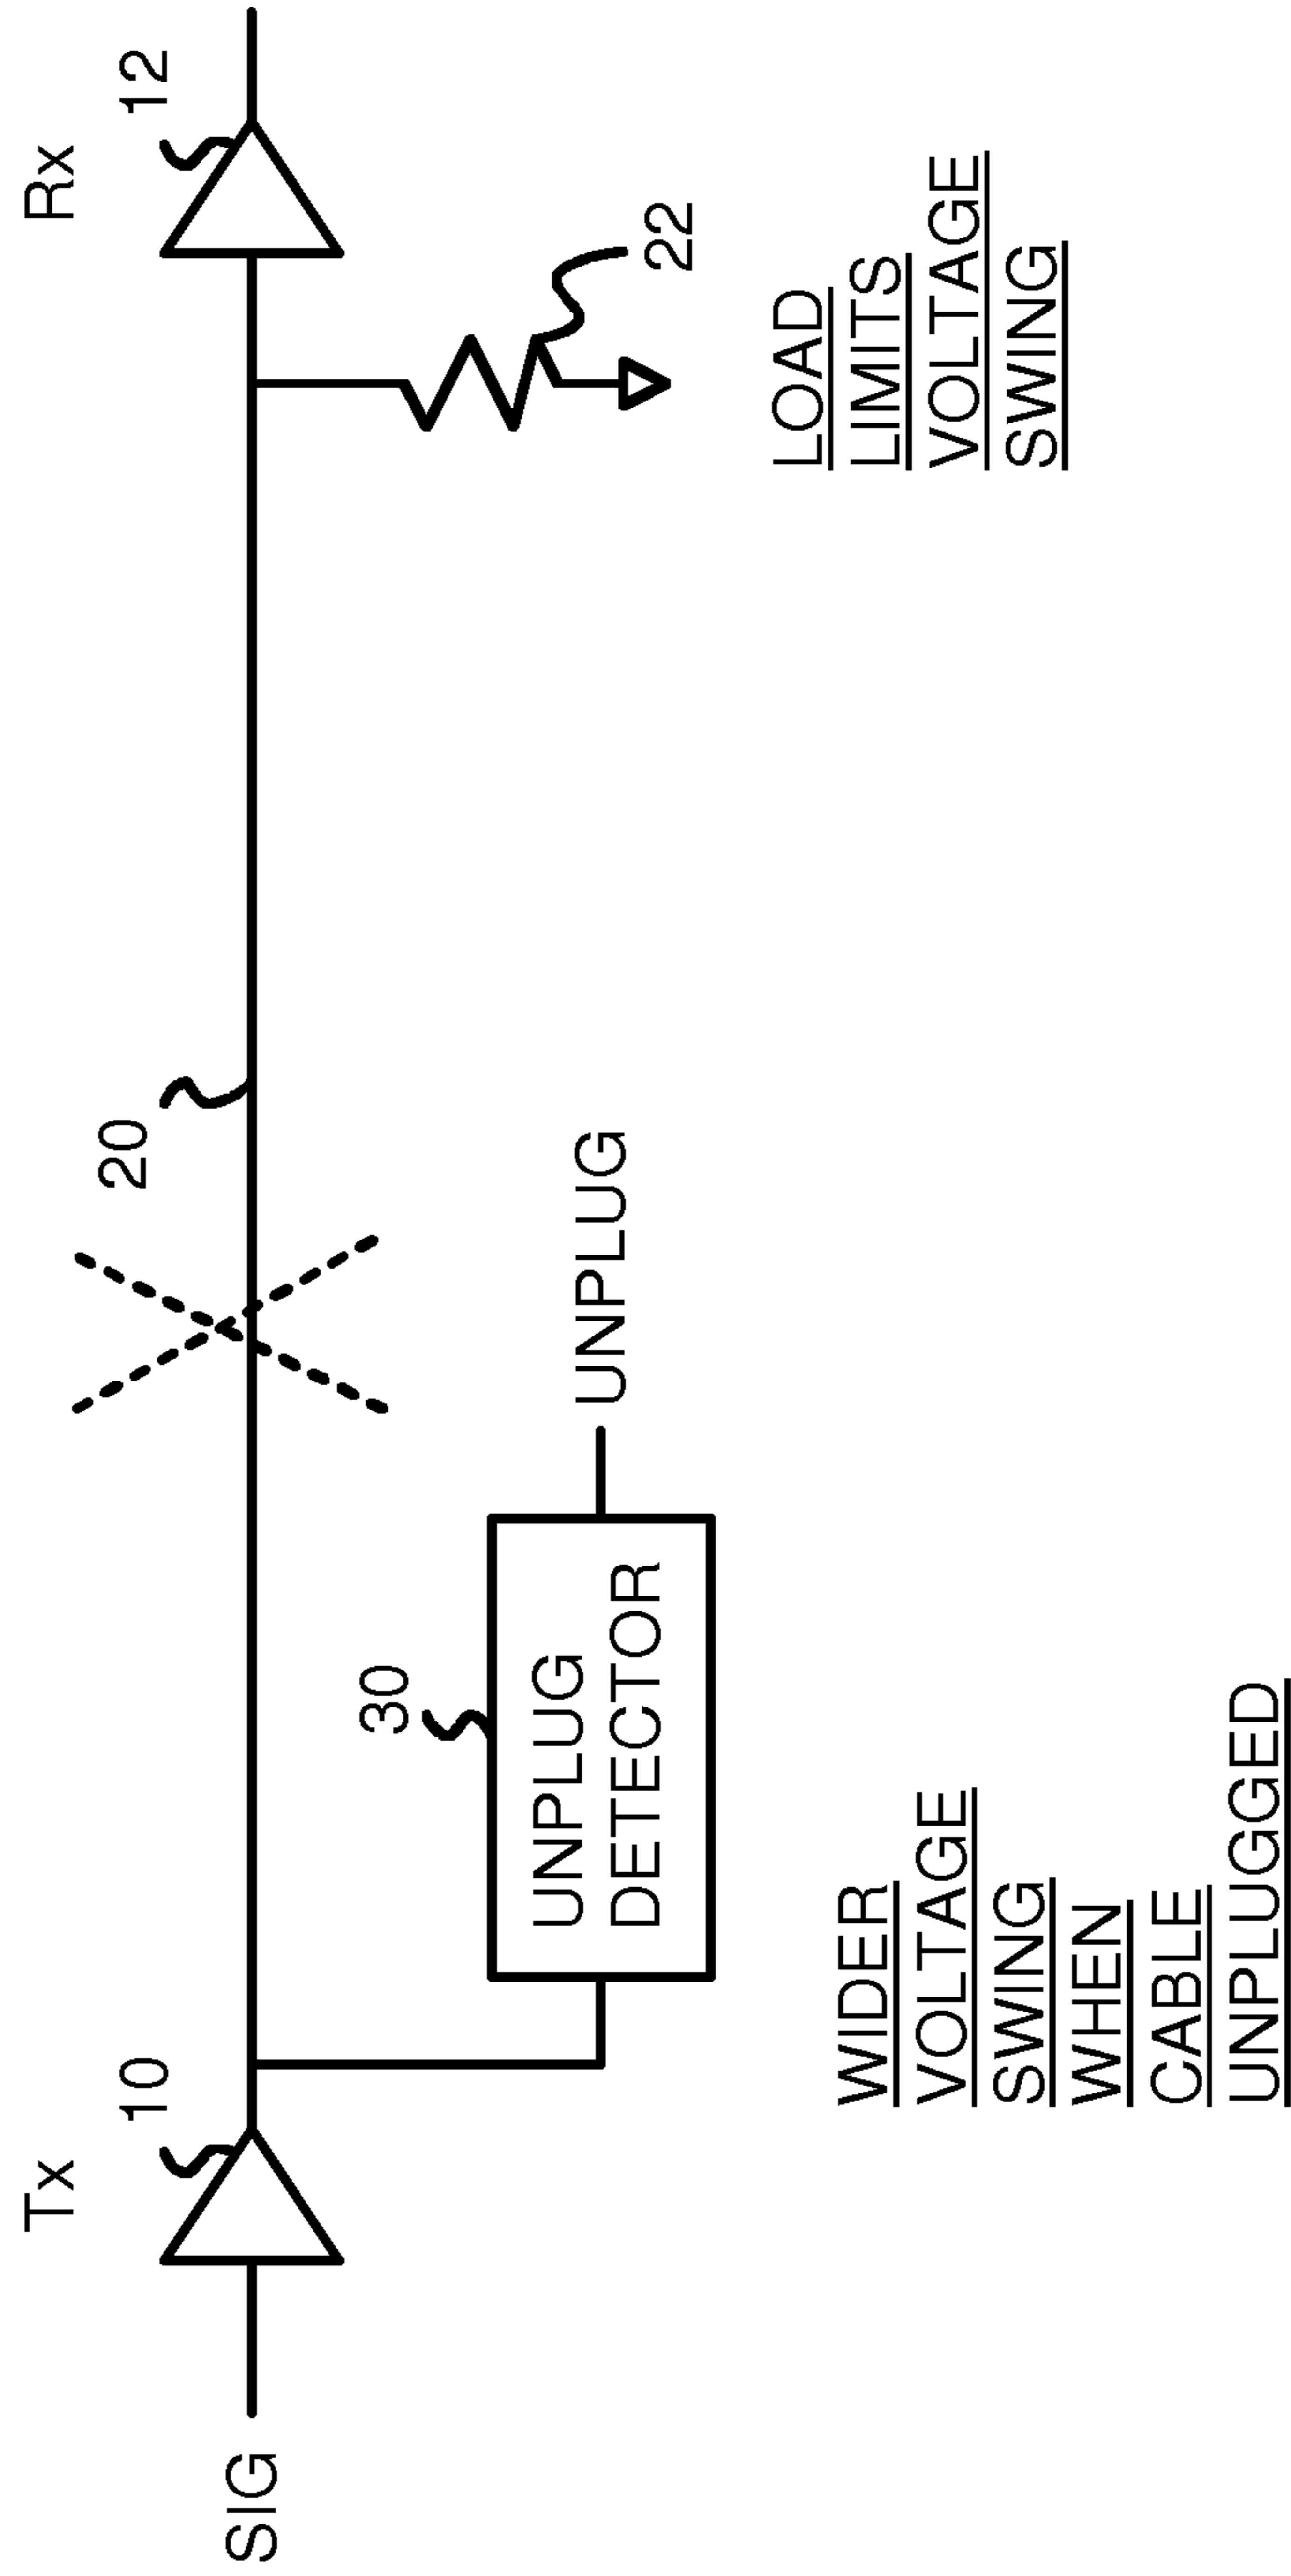 Tx
Rx
10
12
20
SIG
30
22
UNPLUG
DETECTOR
UNPLUG
LOAD
LIMITS
VOLTAGE
SWING
WIDER
VOLTAGE
SWING
WHEN
CABLE
UNPLUGGED